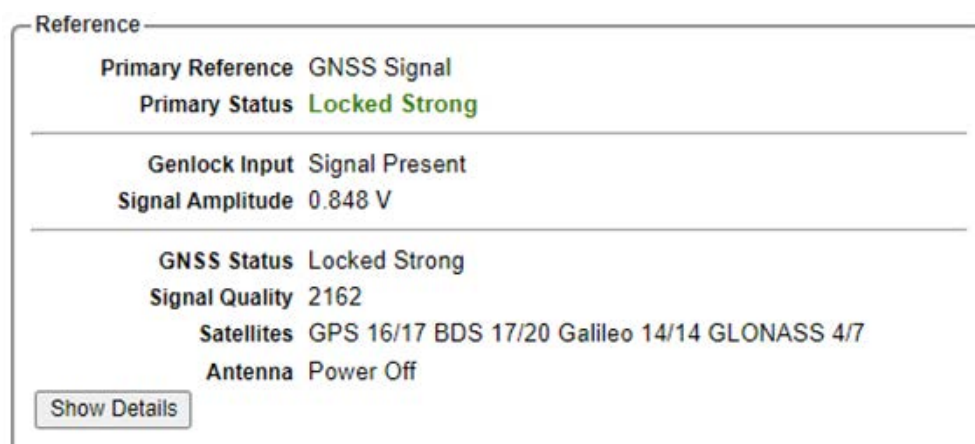 Reference
Primary Reference GNSS Signal
Primary Status Locked Strong
Genlock Input Signal Present
Signal Amplitude 0.848 V
GNSS Status Locked Strong
Signal Quality 2162
Satellites GPS 16/17 BDS 17/20 Galileo 14/14 GLONASS 4/7
Antenna Power Off
Show Details